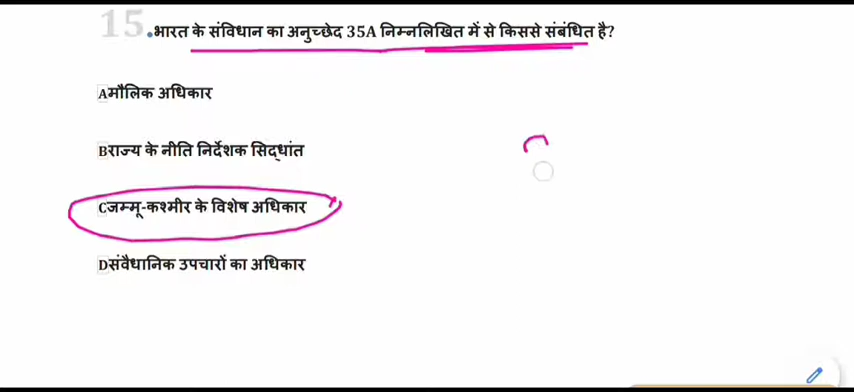 15.भारत के संविधान का अनुच्छेद 35A निम्नलिखित में से किससे संबंधित है?
Aमौलिक अधिकार
Bराज्य के नीति निर्देशक सिद्धांत
Cजम्मू-कश्मीर के विशेष अधिकार
Dसंवैधानिक उपचारों का अधिकार